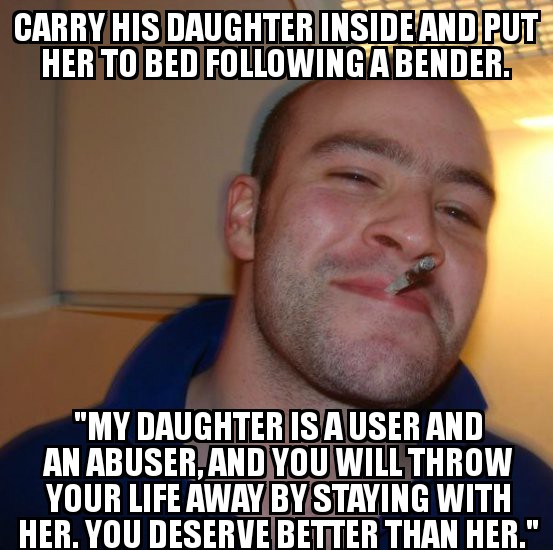 CARRY HIS DAUGHTER INSIDE AND PUT
HER TO BED FOLLOWING A BENDER.
"MY DAUGHTER IS A USER AND
AN ABUSER, AND YOU WILL THROW
YOUR LIFE AWAY BY STAYING WITH
HER. YOU DESERVE BETTER THAN HER."